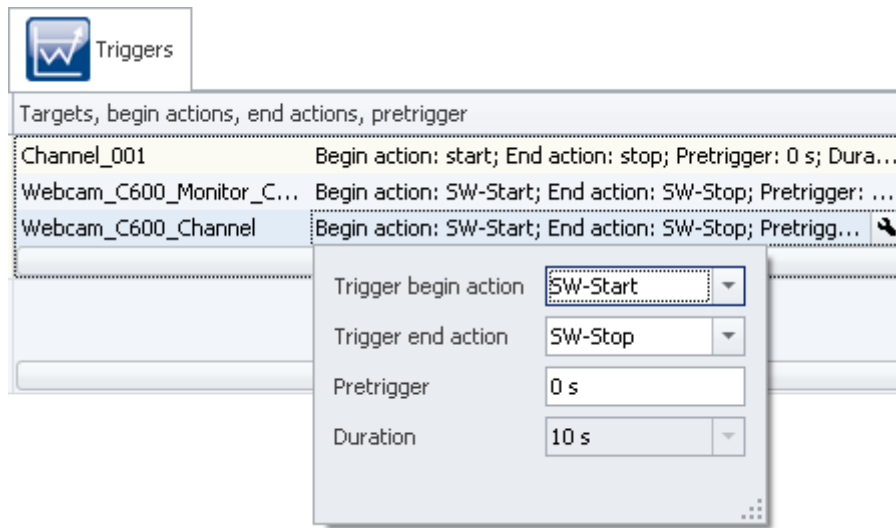 Triggers
Targets, begin actions, end actions, pretrigger
Channel_001 Begin action: start; End action: stop; Pretrigger: 0 s; Dura...
Webcam_C600_Monitor_C... Begin action: SW-Start; End action: SW-Stop; Pretrigger: ...
Webcam_C600_Channel Begin action: SW-Start; End action: SW-Stop; Pretrigg...
Trigger begin action SW-Start
Trigger end action SW-Stop
Pretrigger 0 s
Duration 10 s